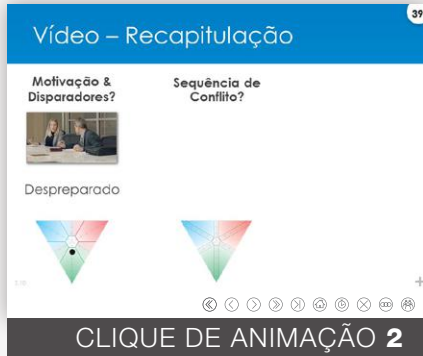 39
Vídeo – Recapitulação
Motivação &
Disparadores?
Sequência de
Conflito?
Despreparado
CLIQUE DE ANIMAÇÃO 2